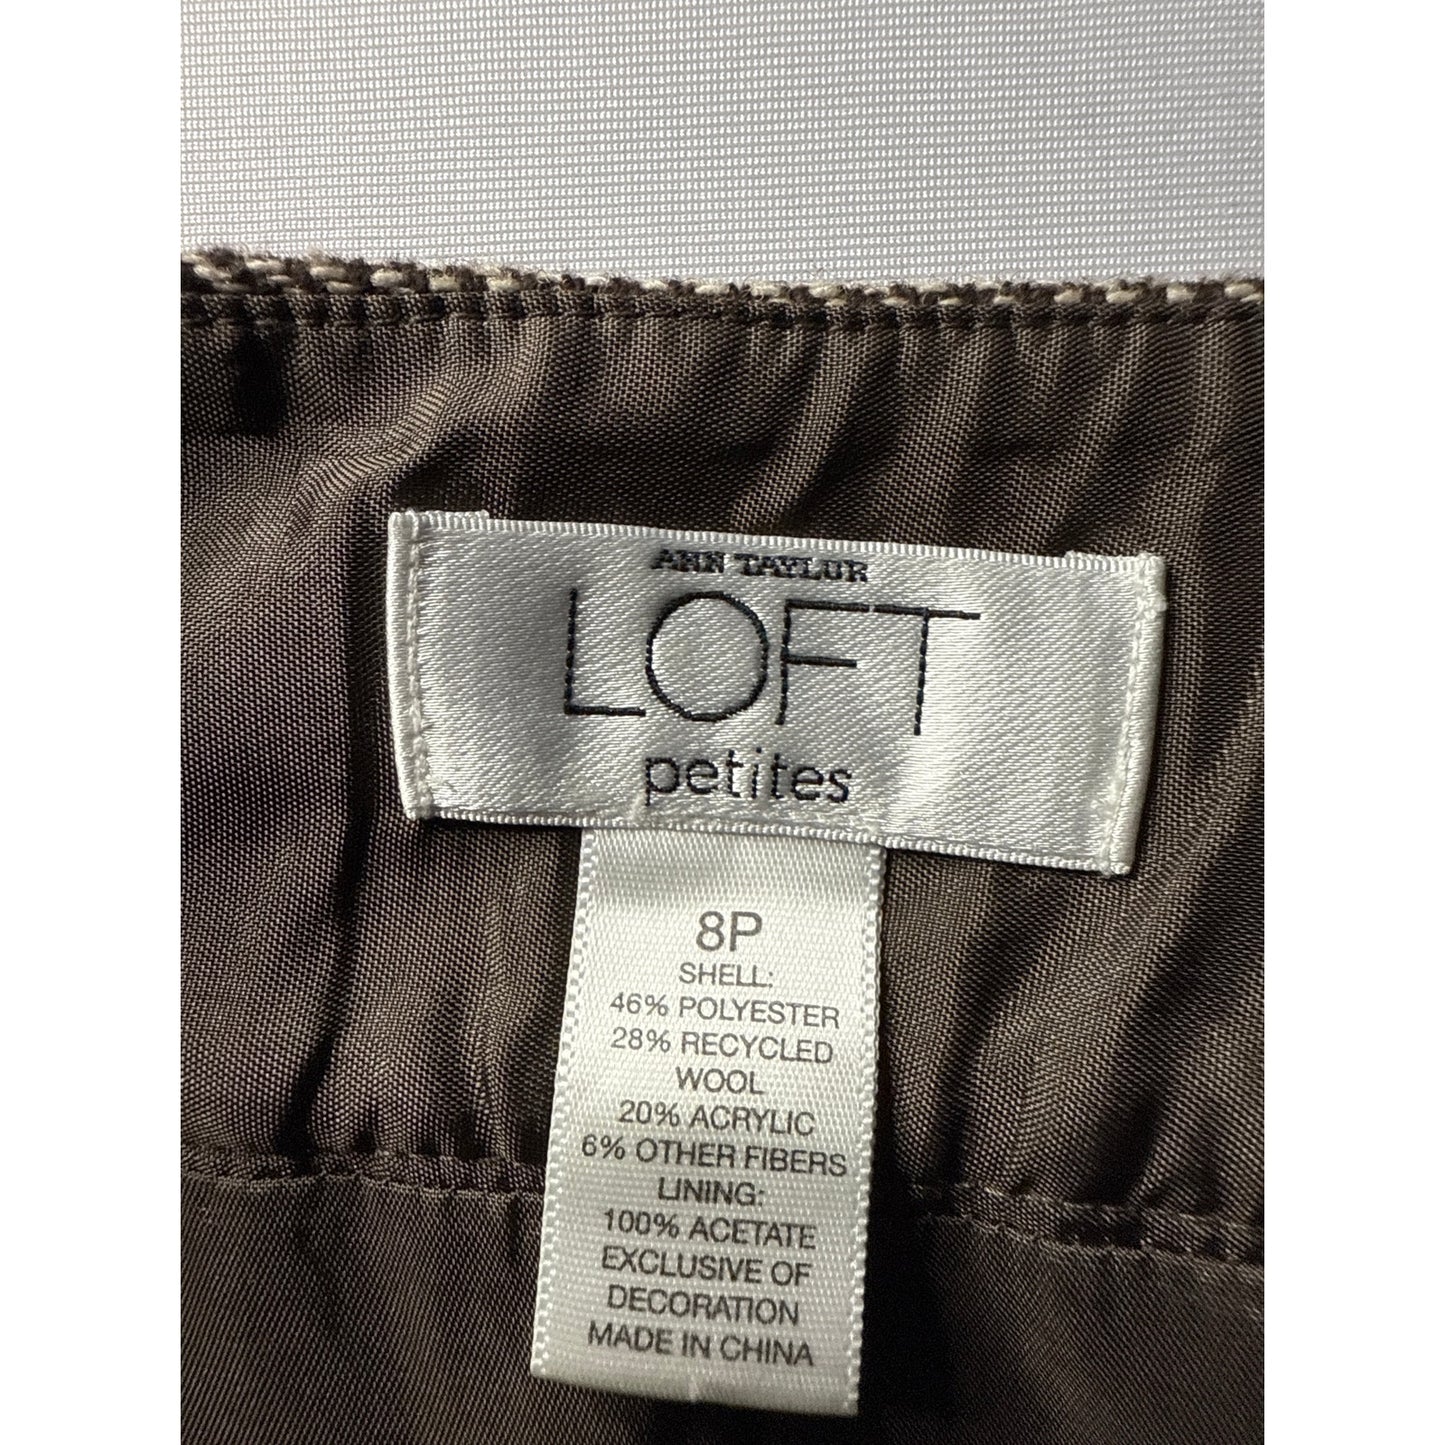 ANN TAYLOR
LOFT
petites
8P
SHELL:
46% POLYESTER
28% RECYCLED
WOOL
20% ACRYLIC
6% OTHER FIBERS
LINING:
100% ACETATE
EXCLUSIVE OF
DECORATION
MADE IN CHINA